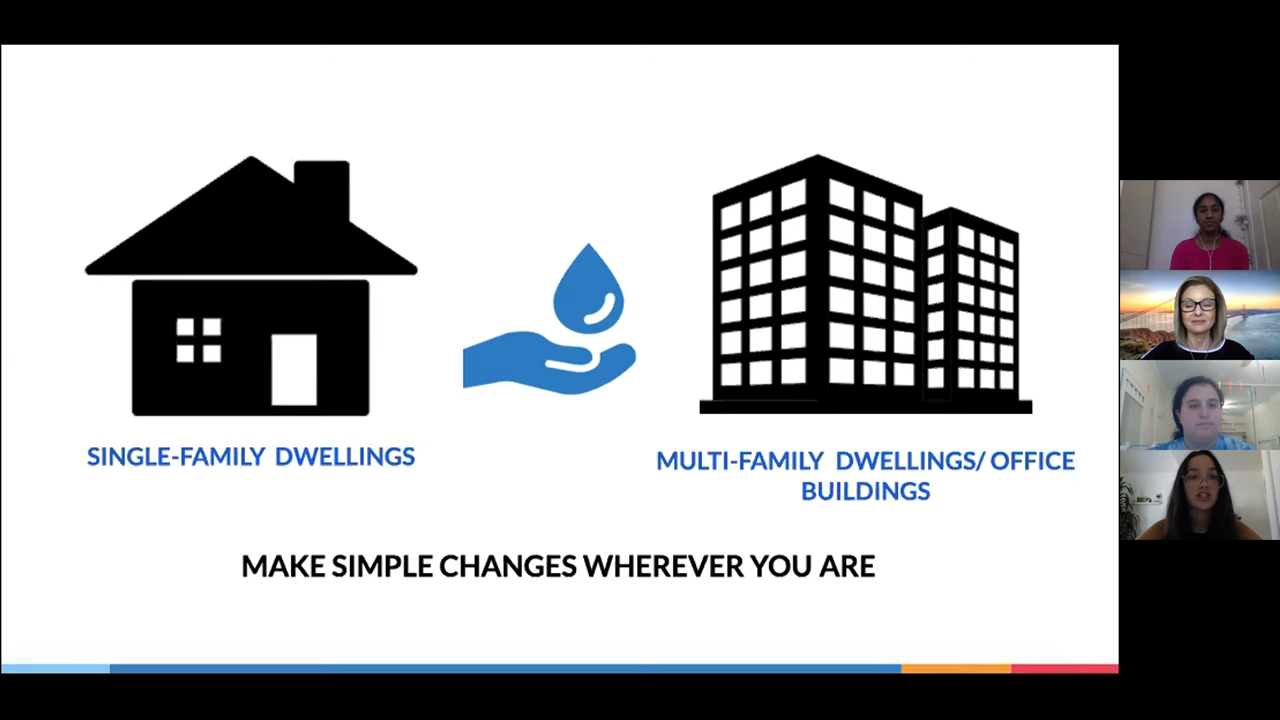 SINGLE-FAMILY DWELLINGS
MULTI-FAMILY DWELLINGS/ OFFICE
BUILDINGS
MAKE SIMPLE CHANGES WHEREVER YOU ARE